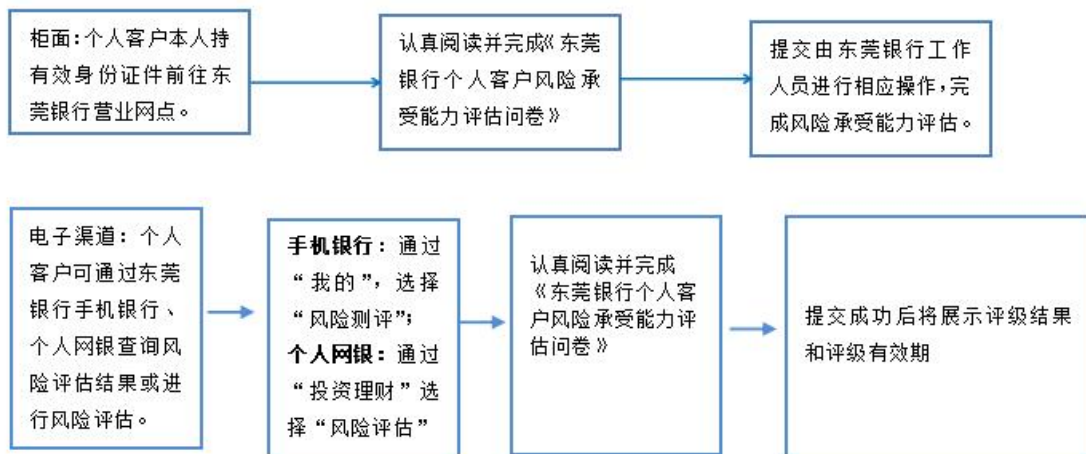 柜面:个人客户本人持
有效身份证件前往东
莞银行营业网点。
认真阅读并完成《东莞
银行个人客户风险承
受能力评估问卷》
提交由东莞银行工作
人员进行相应操作,完
成风险承受能力评估。
电子渠道：个人
客户可通过东莞
银行手机银行、
个人网银查询风
险评估结果或进
行风险评估。
手机银行：通过
“我的”，选择
“风险测评”；
个人网银：通过
“投资理财”选
择“风险评估”
认真阅读并完成
《东莞银行个人客
户风险承受能力评
估问卷》
提交成功后将展示评级结果
和评级有效期